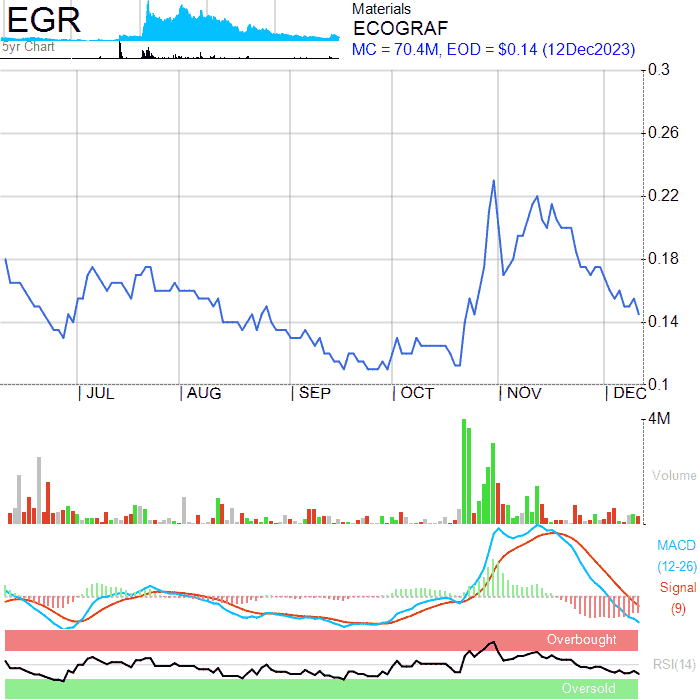 EGR
5yr Chart
Materials
ECOGRAF
MC = 70.4M, EOD = $0.14 (12Dec2023)
0.3
0.26
0.22
0.18
0.14
0.1
JUL
AUG
SEP
OCT
NOV
DEC
4M
Volume
MACD
(12-26)
Signal
(9)
Overbought
RSI(14)
Oversold